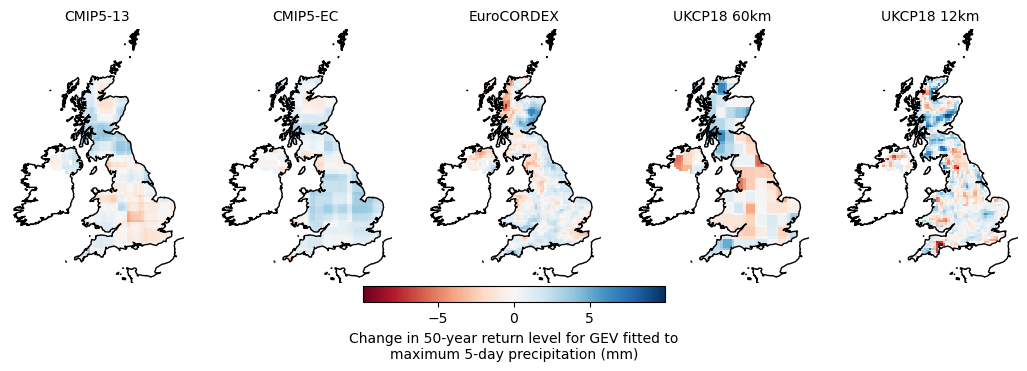 CMIP5-13 CMIP5-EC EuroCORDEX UKCP18 60km UKCP18 12km
−5 0 5
Change in 50-year return level for GEV fitted to
maximum 5-day precipitation (mm)